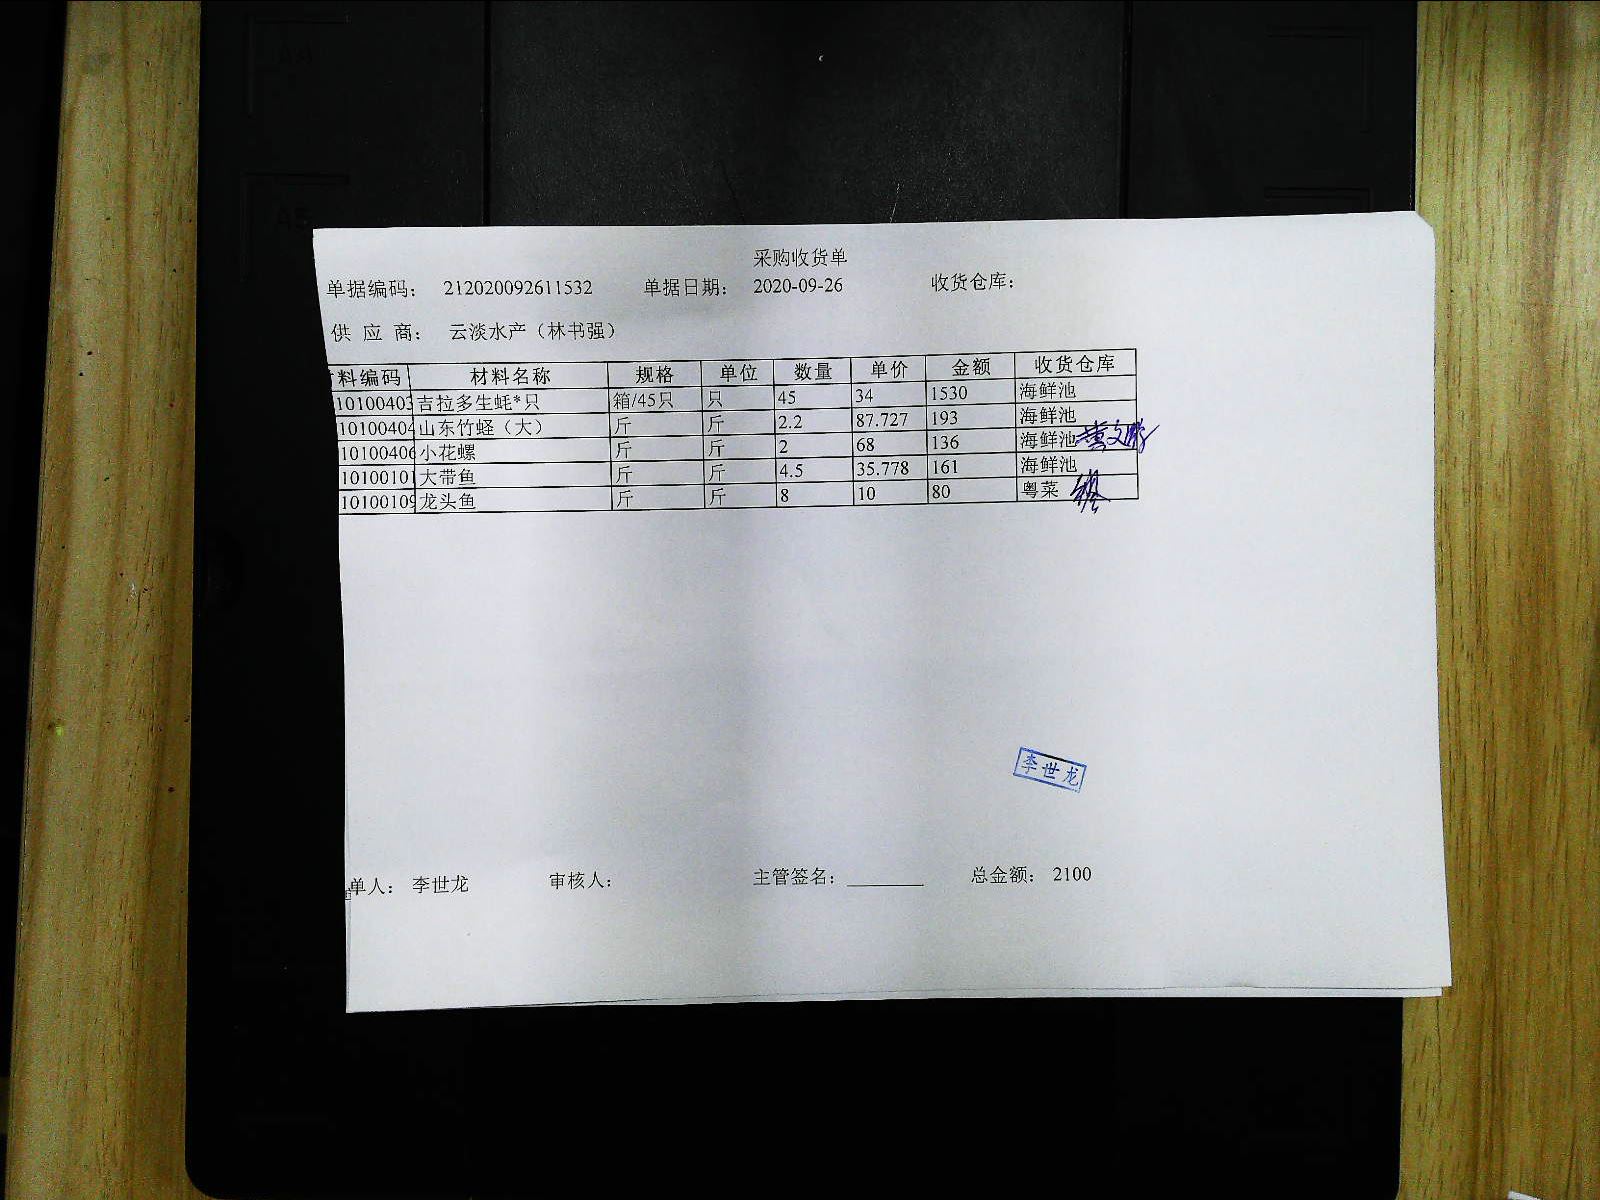 采购收货单
单据编码： 212020092611532 单据日期： 2020-09-26 收货仓库：
供 应 商： 云淡水产（林书强）
料编码 材料名称 规格 单位 数量 单价 金额 收货仓库
10100403 吉拉多生蚝*只 箱/45只 只 45 34 1530 海鲜池
10100404 山东竹蛏（大） 斤 斤 2.2 87.727 193 海鲜池
10100406 小花螺 斤 斤 2 68 136 海鲜池
1010010 大带鱼 斤 斤 4.5 35.778 161 海鲜池
10100109 龙头鱼 斤 斤 8 10 80 粤菜
李世龙
单人： 李世龙 审核人： 主管签名：________ 总金额： 2100